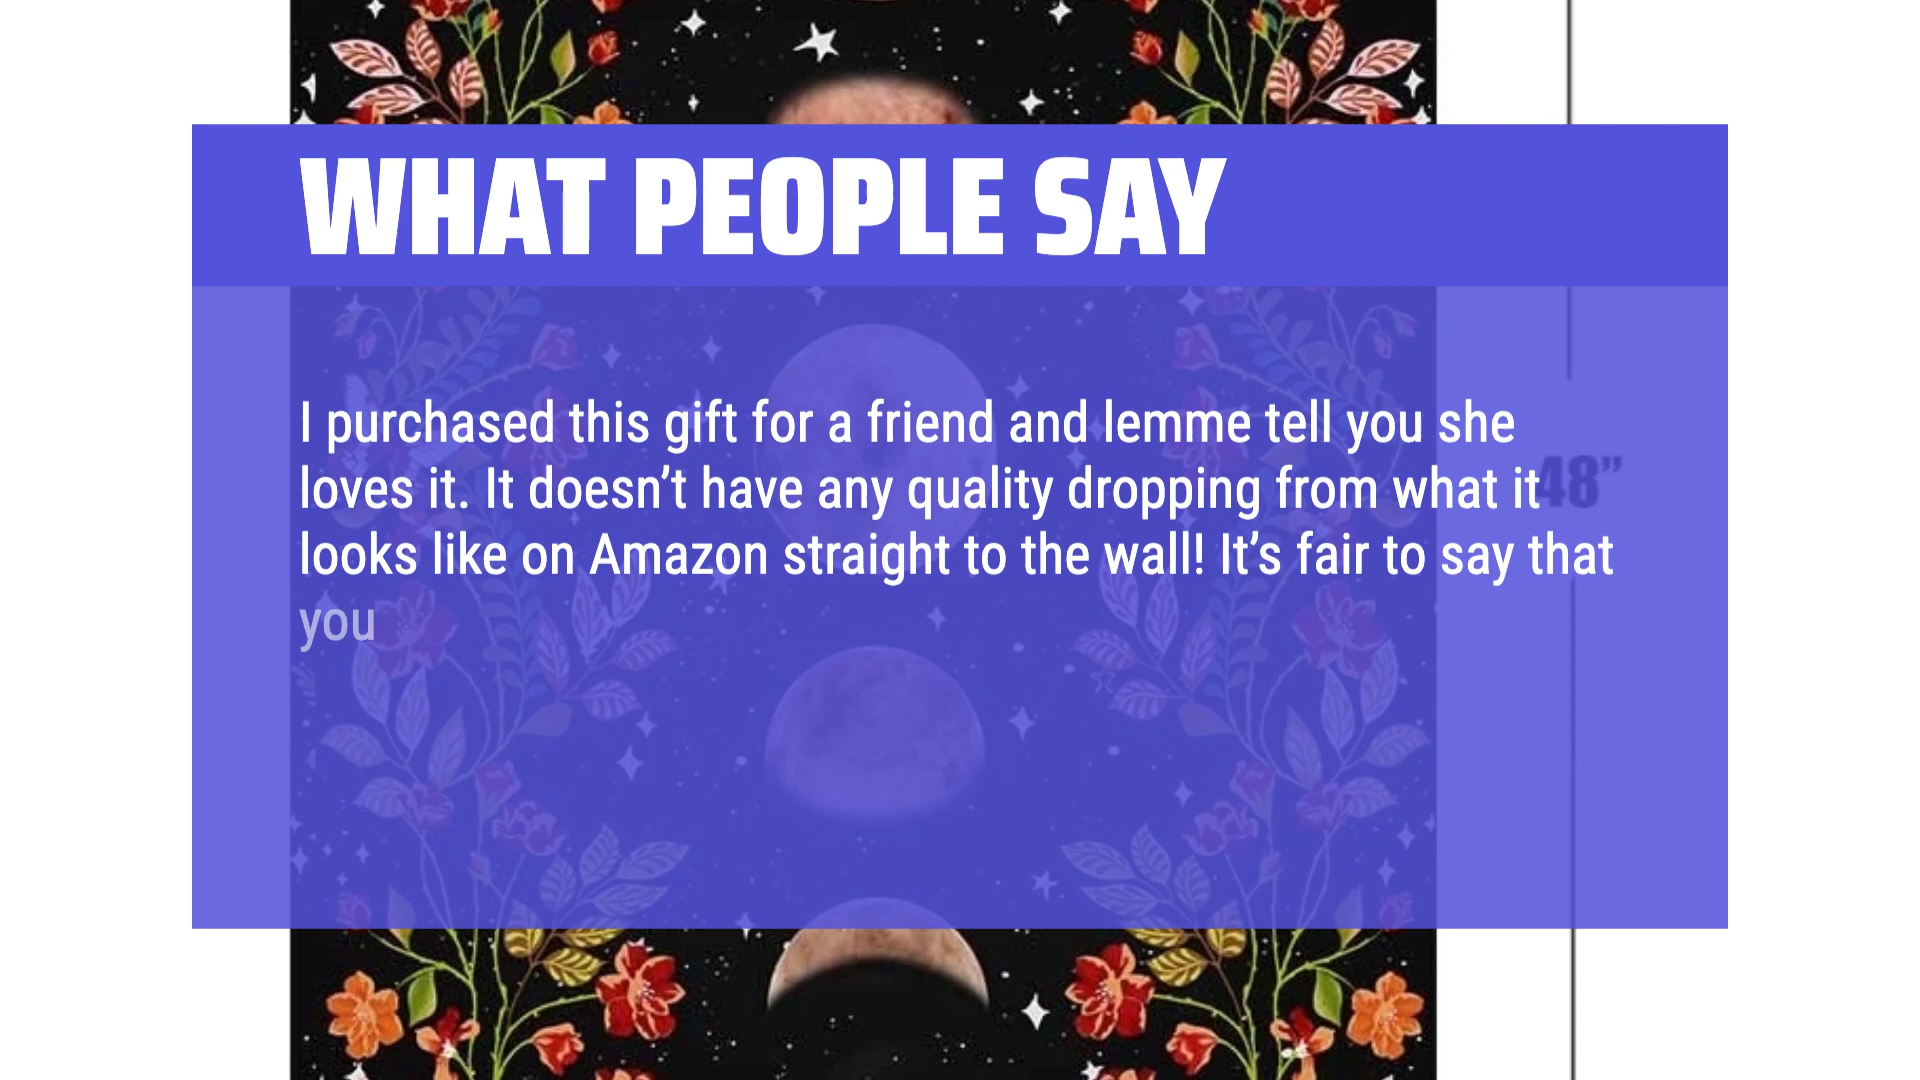 WHAT PEOPLE SAY
I purchased this gift for a friend and lemme tell you she
loves it. It doesn’t have any quality dropping from what it
looks like on Amazon straight to the wall! It’s fair to say that
you
48”